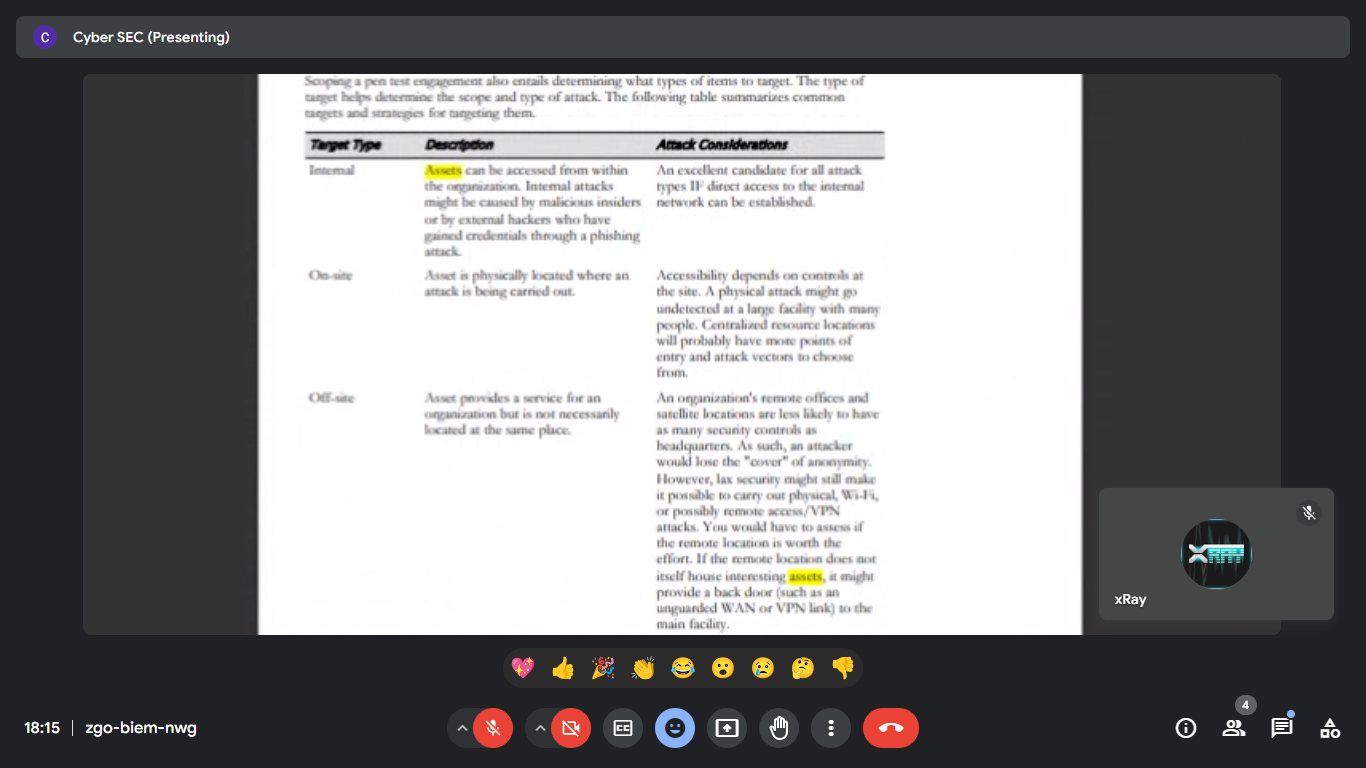 C
Cyber SEC (Presenting)
Scoping a pen test engagement also entails determining what types of items to target. The type of
target helps determine the scope and type of attack. The following table summarizes common
targets and strategies for targeting them.
Target Type Description Attack Considerations
Internal
Assets can be accessed from within
the organization. Internal attacks
might be caused by malicious insiders
or by external hackers who have
gained credentials through a phishing
attack.
An excellent candidate for all attack
types IF direct access to the internal
network can be established.
On-site
Asset is physically located where an
attack is being carried out.
Accessibility depends on controls at
the site. A physical attack might go
undetected at a large facility with many
people. Centralized resource locations
will probably have more points of
entry and attack vectors to choose
from.
Off-site
Asset provides a service for an
organization but is not necessarily
located at the same place.
An organization's remote offices and
satellite locations are less likely to have
as many security controls as
headquarters. As such, an attacker
would lose the "cover" of anonymity.
However, lax security might still make
it possible to carry out physical, Wi-Fi,
or possibly remote access/VPN
attacks. You would have to assess if
the remote location is worth the
effort. If the remote location does not
itself house interesting assets, it might
provide a back door (such as an
unguarded WAN or VPN link) to the
main facility.
XRAY
xRay
18:15 | zgo-biem-nwg
CC
4